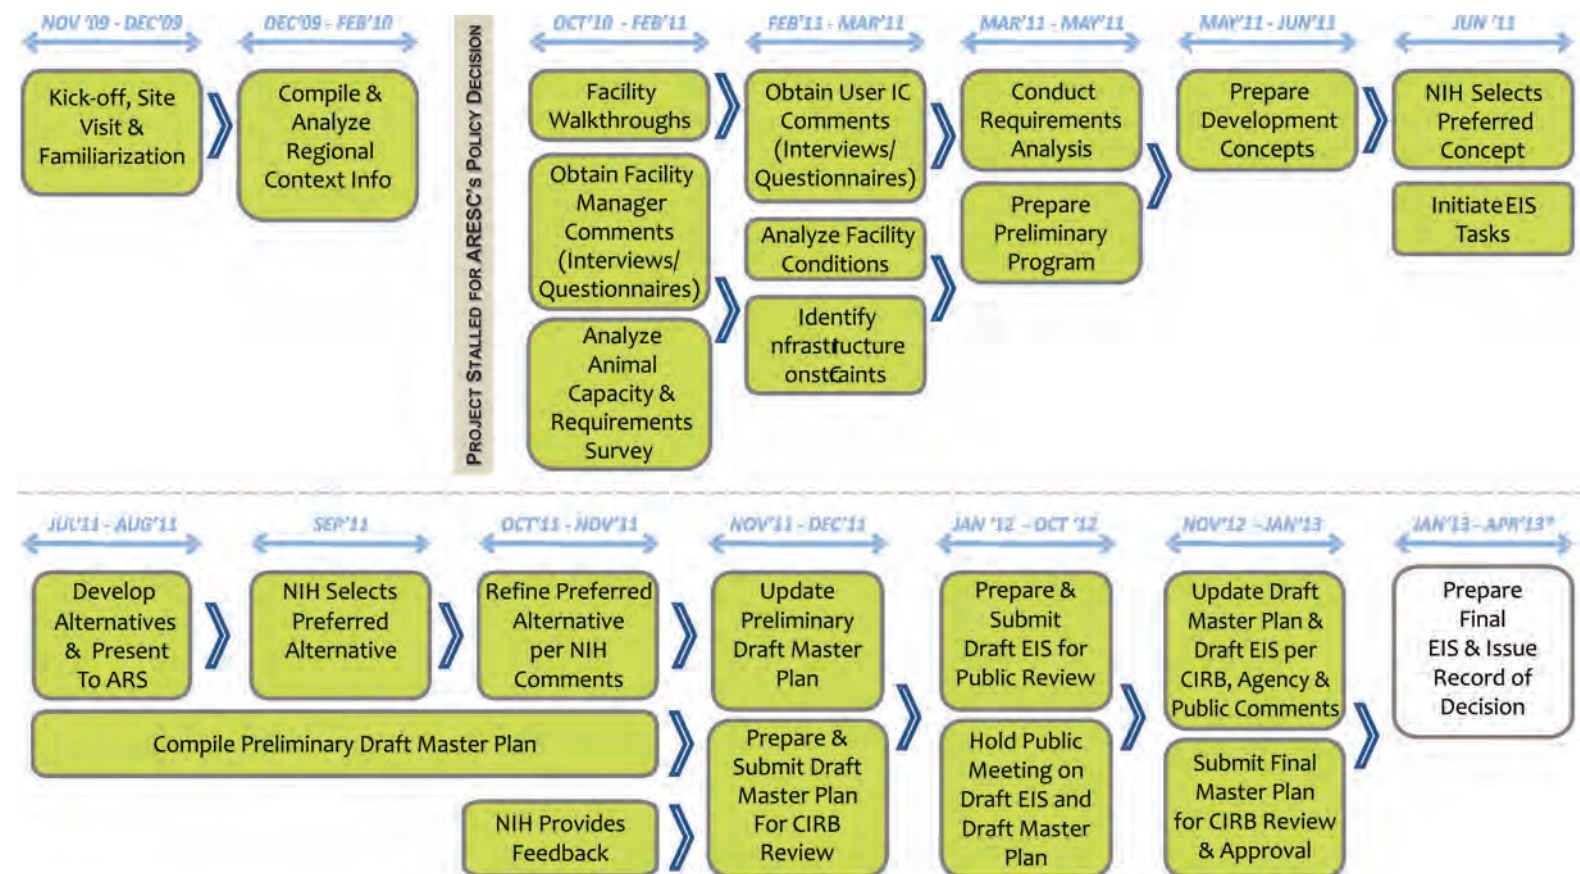 NOV '09 - DEC'09
DEC'09 - FEB'10
OCT'10 - FEB'11
FEB'11 - MAR'11
MAR'11 - MAY'11
MAY'11 - JUN'11
JUN '11
Kick-off, Site
Visit &
Familiarization
Compile &
Analyze
Regional
Context Info
PROJECT STALLED FOR ARESC's POLICY DECISION
Facility
Walkthroughs
Obtain Facility
Manager
Comments
(Interviews/
Questionnaires)
Analyze
Animal
Capacity &
Requirements
Survey
Obtain User IC
Comments
(Interviews/
Questionnaires)
Analyze Facility
Conditions
Identify
nfrastructure
onstraints
Conduct
Requirements
Analysis
Prepare
Preliminary
Program
Prepare
Development
Concepts
NIH Selects
Preferred
Concept
Initiate EIS
Tasks
JUL'11 - AUG'11
SEP'11
OCT'11 - NOV'11
NOV'11 - DEC'11
JAN '12 - OCT '12
NOV'12 - JAN'13
JAN'13 - APR'13*
Develop
Alternatives
& Present
To ARS
NIH Selects
Preferred
Alternative
Refine Preferred
Alternative
per NIH
Comments
Compile Preliminary Draft Master Plan
NIH Provides
Feedback
Update
Preliminary
Draft Master
Plan
Prepare &
Submit Draft
Master Plan
For CIRB
Review
Prepare &
Submit
Draft EIS for
Public Review
Hold Public
Meeting on
Draft EIS and
Draft Master
Plan
Update Draft
Master Plan &
Draft EIS per
CIRB, Agency &
Public Comments
Submit Final
Master Plan
for CIRB Review
& Approval
Prepare
Final
EIS & Issue
Record of
Decision